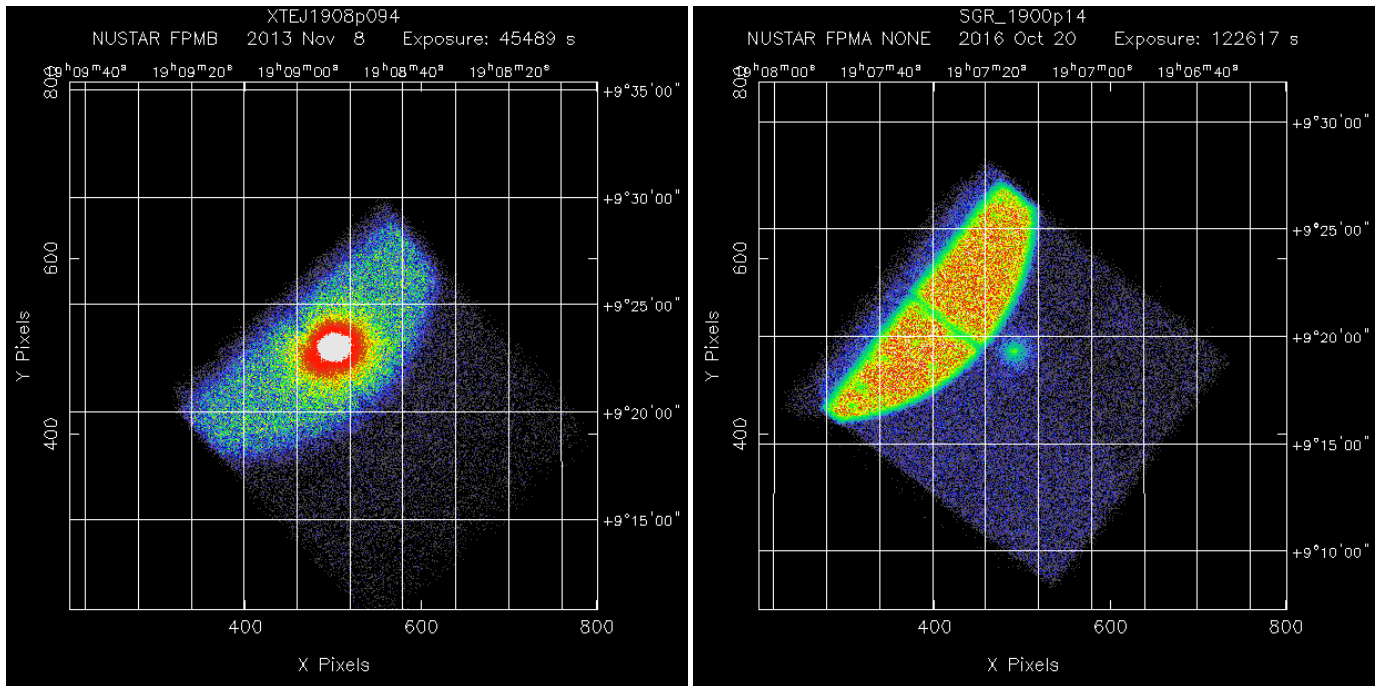 XTEJ1908p094
NUSTAR FPMB 2013 Nov 8 Exposure: 45489 s
19ʰ09ᵐ40ˢ 19ʰ09ᵐ20ˢ 19ʰ09ᵐ00ˢ 19ʰ08ᵐ40ˢ 19ʰ08ᵐ20ˢ
800
+9°35'00"
+9°30'00"
600
+9°25'00"
Y Pixels
+9°20'00"
400
+9°15'00"
400 600 800
X Pixels
SGR_1900p14
NUSTAR FPMA NONE 2016 Oct 20 Exposure: 122617 s
19ʰ08ᵐ00ˢ 19ʰ07ᵐ40ˢ 19ʰ07ᵐ20ˢ 19ʰ07ᵐ00ˢ 19ʰ06ᵐ40ˢ
800
+9°30'00"
+9°25'00"
600
+9°20'00"
Y Pixels
400
+9°15'00"
+9°10'00"
400 600 800
X Pixels